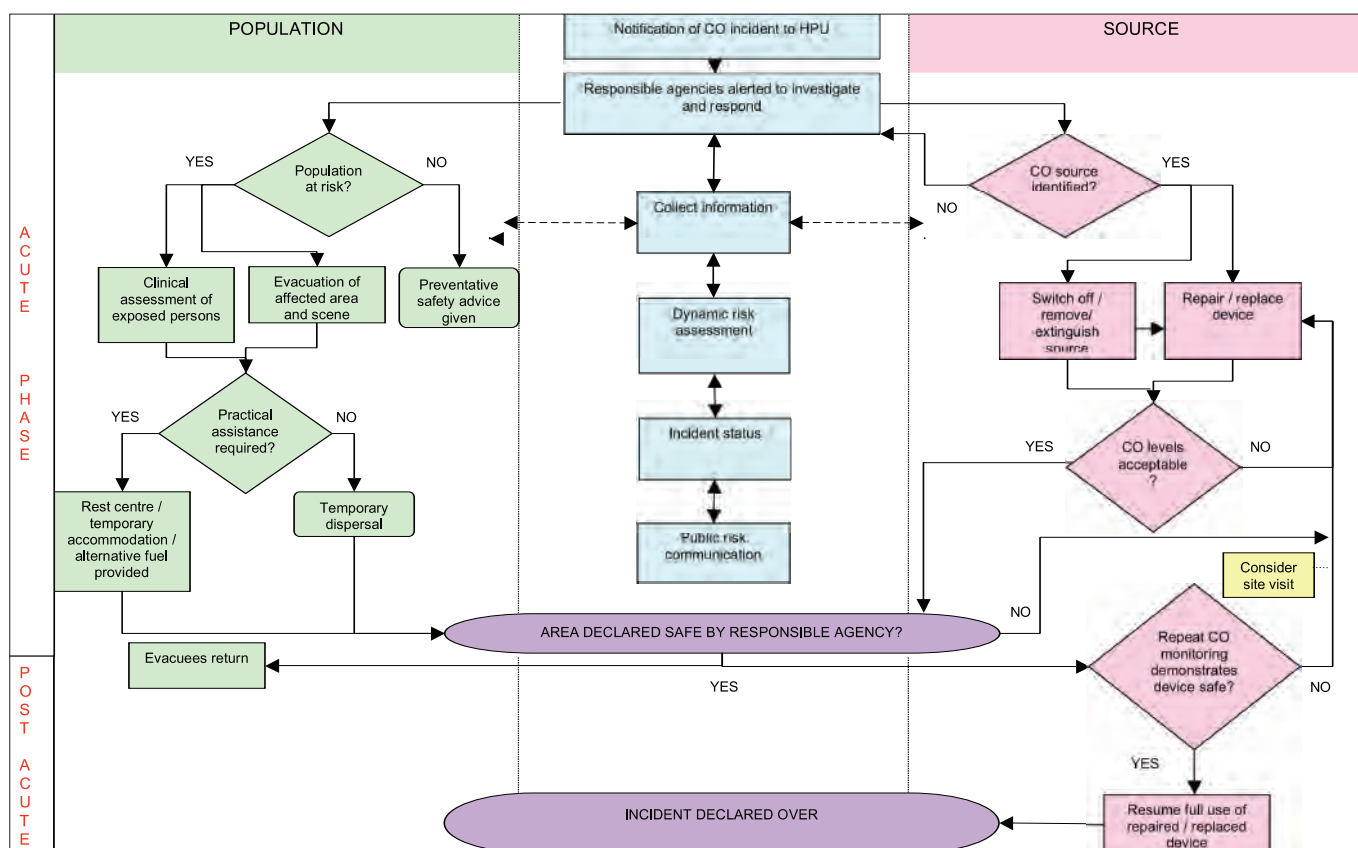 POPULATION
Notification of CO incident to HPU
SOURCE
Responsible agencies alerted to investigate
and respond
YES
NO
Population
at risk?
CO source
identified?
YES
NO
Collect information
Clinical
assessment of
exposed persons
Evacuation of
affected area
and scene
Preventative
safety advice
given
Dynamic risk
assessment
Switch off /
remove/
extinguish
source
Repair / replace
device
ACUTE
PHASE
YES
NO
Practical
assistance
required?
Incident status
YES
NO
CO levels
acceptable
?
Rest centre /
temporary
accommodation /
alternative fuel
provided
Temporary
dispersal
Public risk
communication
Consider
site visit
AREA DECLARED SAFE BY RESPONSIBLE AGENCY?
NO
Evacuees return
YES
Repeat CO
monitoring
demonstrates
device safe?
NO
YES
POST
ACUTE
INCIDENT DECLARED OVER
Resume full use of
repaired / replaced
device